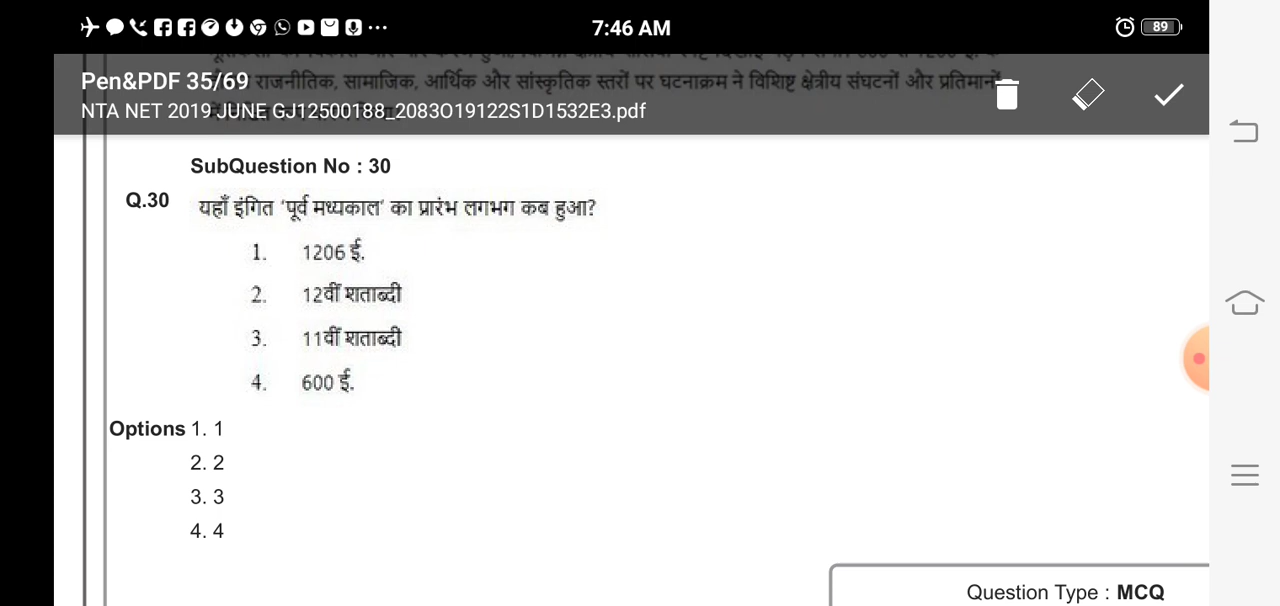 7:46 AM
89
Pen&PDF 35/69
राजनीतिक, सामाजिक, आर्थिक और सांस्कृतिक स्तरों पर घटनाक्रम ने विशिष्ट क्षेत्रीय संघटनों और प्रतिमानों
NTA NET 2019 JUNE GJ12500188_2083O19122S1D1532E3.pdf
SubQuestion No : 30
Q.30 यहाँ इंगित ‘पूर्व मध्यकाल’ का प्रारंभ लगभग कब हुआ?
1. 1206 ई.
2. 12वीं शताब्दी
3. 11वीं शताब्दी
4. 600 ई.
Options 1. 1
2. 2
3. 3
4. 4
Question Type : MCQ